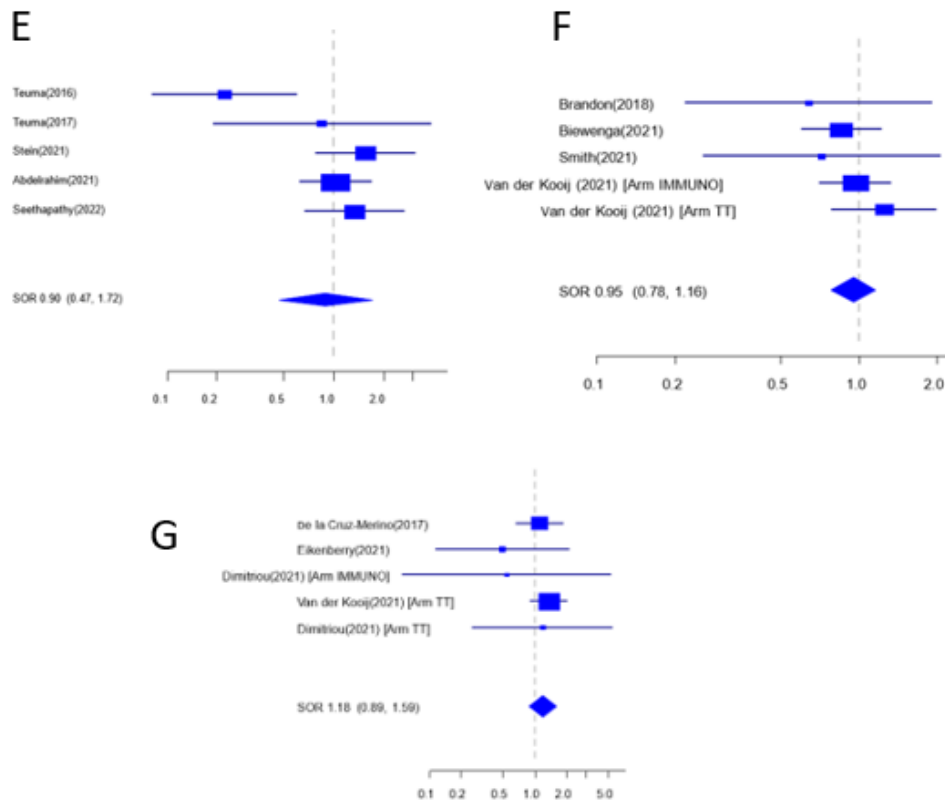 E
Teuma(2016)
Teuma(2017)
Stein(2021)
Abdelrahim(2021)
Seethapathy(2022)
SOR 0.90 (0.47, 1.72)
0.1 0.2 0.5 1.0 2.0
F
Brandon(2018)
Biewenga(2021)
Smith(2021)
Van der Kooij (2021) [Arm IMMUNO]
Van der Kooij (2021) [Arm TT]
SOR 0.95 (0.78, 1.16)
0.1 0.2 0.5 1.0 2.0
G
De la Cruz-Merino(2017)
Eikenberry(2021)
Dimitriou(2021) [Arm IMMUNO]
Van der Kooij(2021) [Arm TT]
Dimitriou(2021) [Arm TT]
SOR 1.18 (0.89, 1.59)
0.1 0.2 0.5 1.0 2.0 5.0